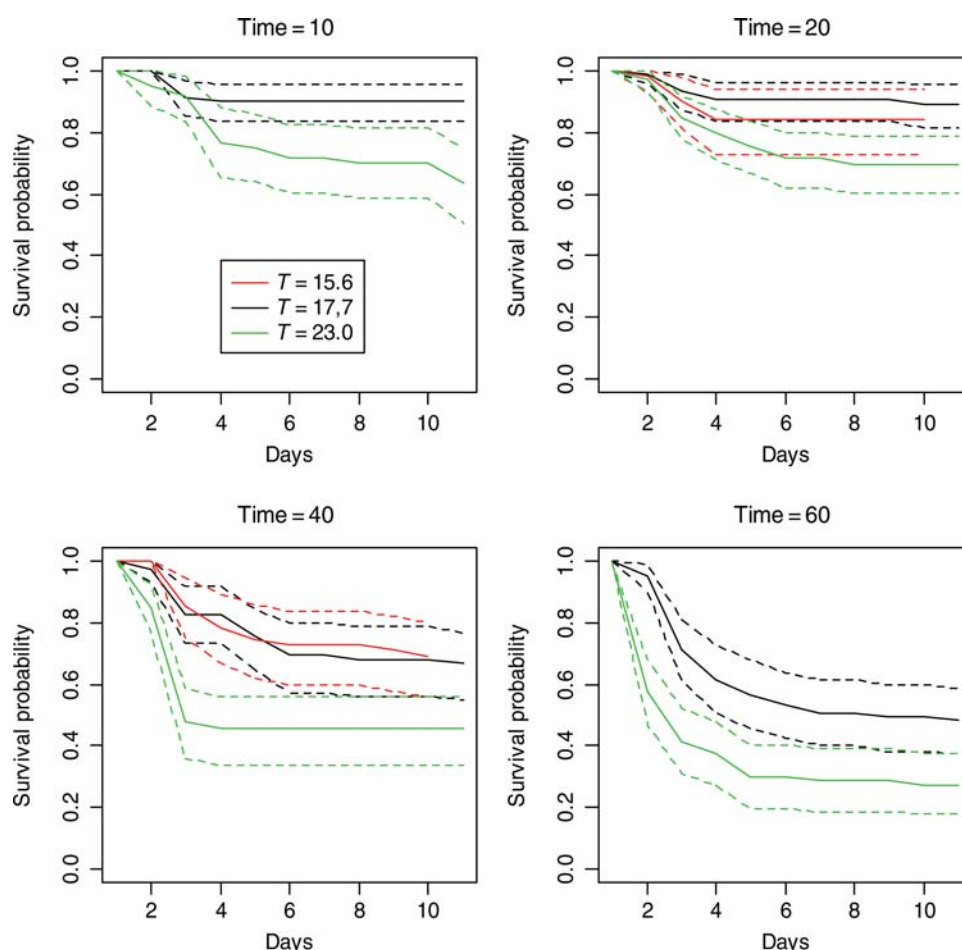 Time = 10
Survival probability
1.0
0.8
0.6
0.4
0.2
0.0
T = 15.6
T = 17,7
T = 23.0
2 4 6 8 10
Days
Time = 20
Survival probability
1.0
0.8
0.6
0.4
0.2
0.0
2 4 6 8 10
Days
Time = 40
Survival probability
1.0
0.8
0.6
0.4
0.2
0.0
2 4 6 8 10
Days
Time = 60
Survival probability
1.0
0.8
0.6
0.4
0.2
0.0
2 4 6 8 10
Days